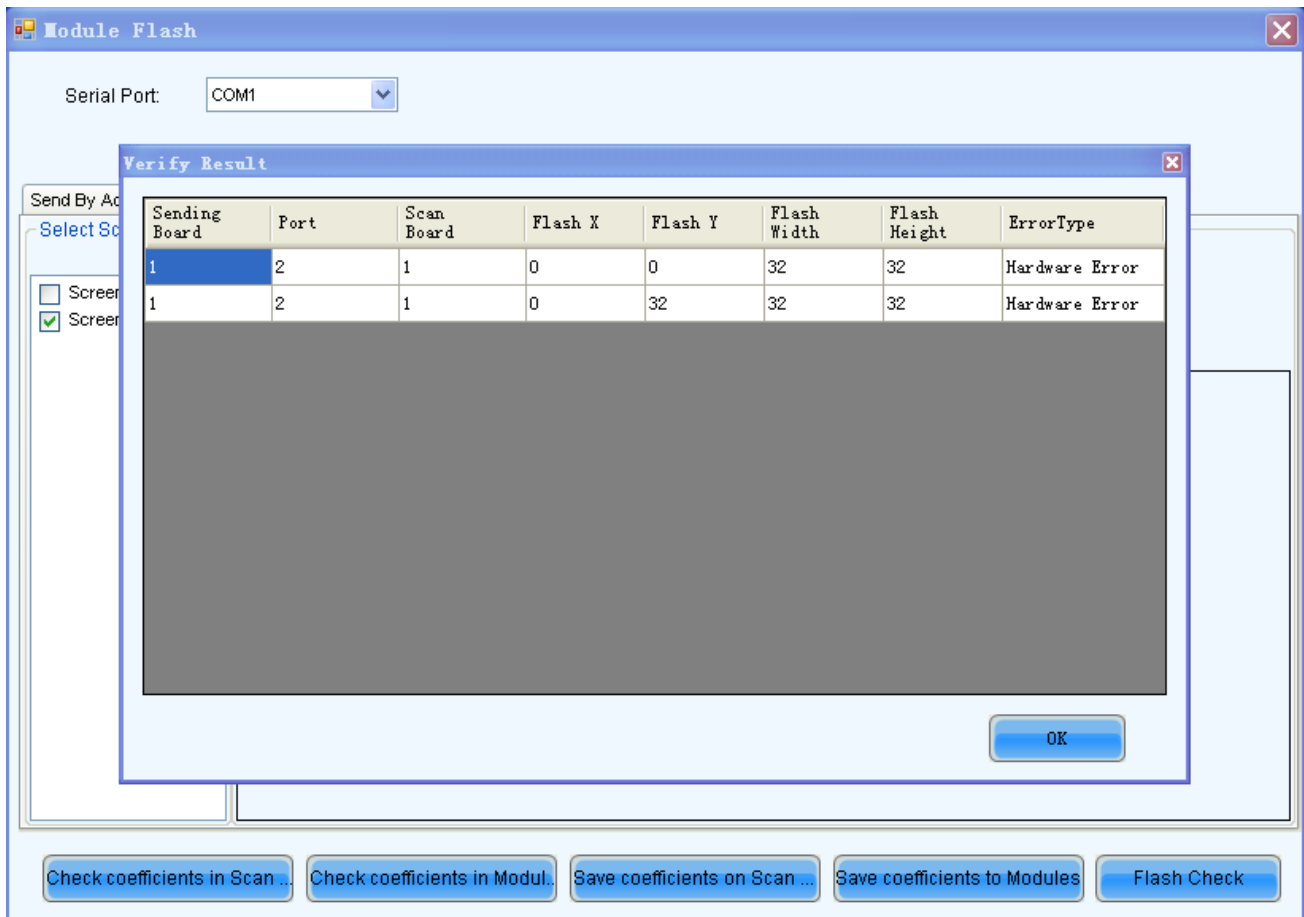 Module Flash
Serial Port: COM1
Verify Result
Send By Ad
Select Sc
Screen
Screen
Sending Board Port Scan Board Flash X Flash Y Flash Width Flash Height ErrorType
1 2 1 0 0 32 32 Hardware Error
1 2 1 0 32 32 32 Hardware Error
OK
Check coefficients in Scan ... Check coefficients in Modul.. Save coefficients on Scan ... Save coefficients to Modules Flash Check